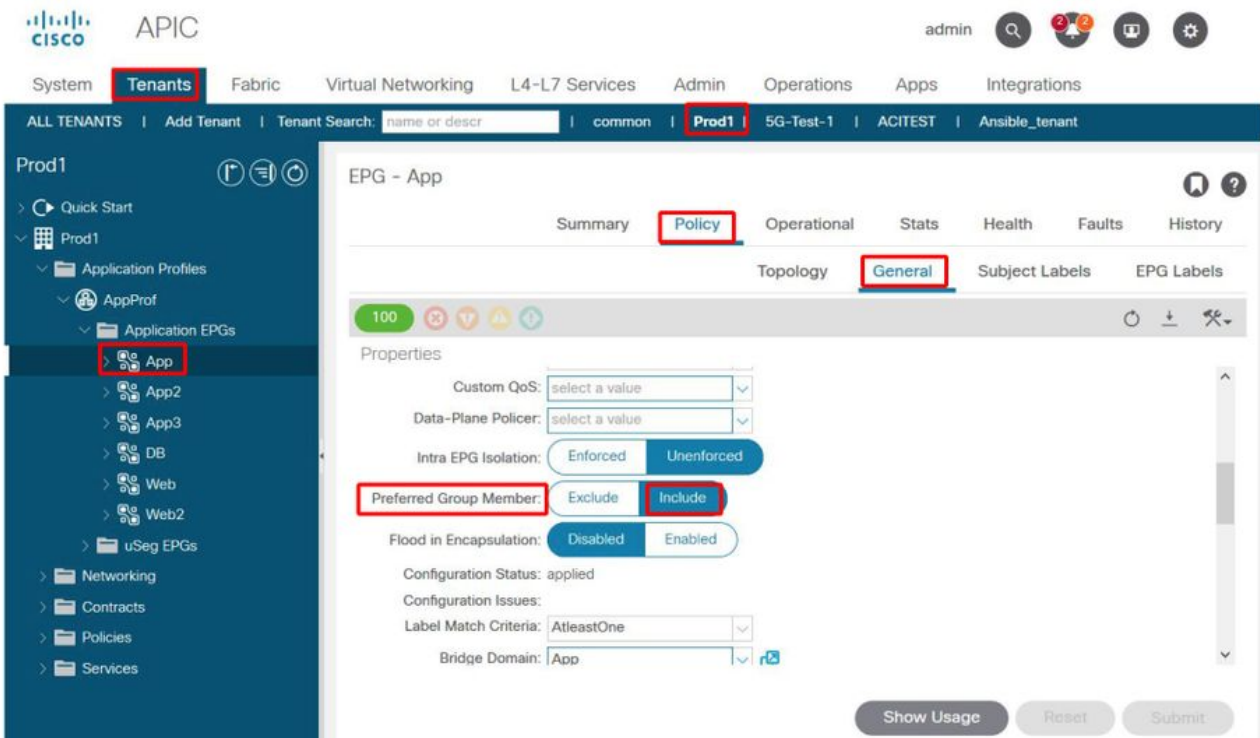 CISCO APIC admin 2 2
System Tenants Fabric Virtual Networking L4-L7 Services Admin Operations Apps Integrations
ALL TENANTS | Add Tenant | Tenant Search: name or descr | common | Prod1 | 5G-Test-1 | ACITEST | Ansible_tenant
Prod1
Quick Start
Prod1
Application Profiles
AppProf
Application EPGs
App
App2
App3
DB
Web
Web2
uSeg EPGs
Networking
Contracts
Policies
Services
EPG - App
Summary Policy Operational Stats Health Faults History
Topology General Subject Labels EPG Labels
100
Properties
Custom QoS: select a value
Data-Plane Policer: select a value
Intra EPG Isolation: Enforced Unenforced
Preferred Group Member: Exclude Include
Flood in Encapsulation: Disabled Enabled
Configuration Status: applied
Configuration Issues:
Label Match Criteria: AtleastOne
Bridge Domain: App
Show Usage Reset Submit